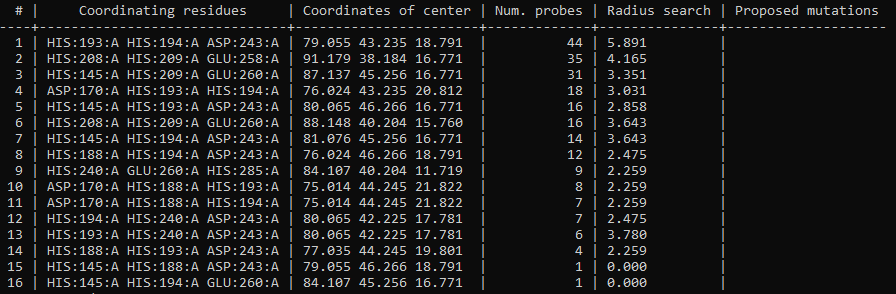 # | Coordinating residues | Coordinates of center | Num. probes | Radius search | Proposed mutations
----+-------------------------------+-----------------------+-------------+---------------+--------------------
1 | HIS:193:A HIS:194:A ASP:243:A | 79.055 43.235 18.791 | 44 | 5.891 |
2 | HIS:208:A HIS:209:A GLU:258:A | 91.179 38.184 16.771 | 35 | 4.165 |
3 | HIS:145:A HIS:209:A GLU:260:A | 87.137 45.256 16.771 | 31 | 3.351 |
4 | ASP:170:A HIS:193:A HIS:194:A | 76.024 43.235 20.812 | 18 | 3.031 |
5 | HIS:145:A HIS:193:A ASP:243:A | 80.065 46.266 16.771 | 16 | 2.858 |
6 | HIS:208:A HIS:209:A GLU:260:A | 88.148 40.204 15.760 | 16 | 3.643 |
7 | HIS:145:A HIS:194:A ASP:243:A | 81.076 45.256 16.771 | 14 | 3.643 |
8 | HIS:188:A HIS:194:A ASP:243:A | 76.024 46.266 18.791 | 12 | 2.475 |
9 | HIS:240:A GLU:260:A HIS:285:A | 84.107 40.204 11.719 | 9 | 2.259 |
10 | ASP:170:A HIS:188:A HIS:193:A | 75.014 44.245 21.822 | 8 | 2.259 |
11 | ASP:170:A HIS:188:A HIS:194:A | 75.014 44.245 21.822 | 7 | 2.259 |
12 | HIS:194:A HIS:240:A ASP:243:A | 80.065 42.225 17.781 | 7 | 2.475 |
13 | HIS:193:A HIS:240:A ASP:243:A | 80.065 42.225 17.781 | 6 | 3.780 |
14 | HIS:188:A HIS:193:A ASP:243:A | 77.035 44.245 19.801 | 4 | 2.259 |
15 | HIS:145:A HIS:188:A ASP:243:A | 79.055 46.266 18.791 | 1 | 0.000 |
16 | HIS:145:A HIS:194:A GLU:260:A | 84.107 45.256 16.771 | 1 | 0.000 |